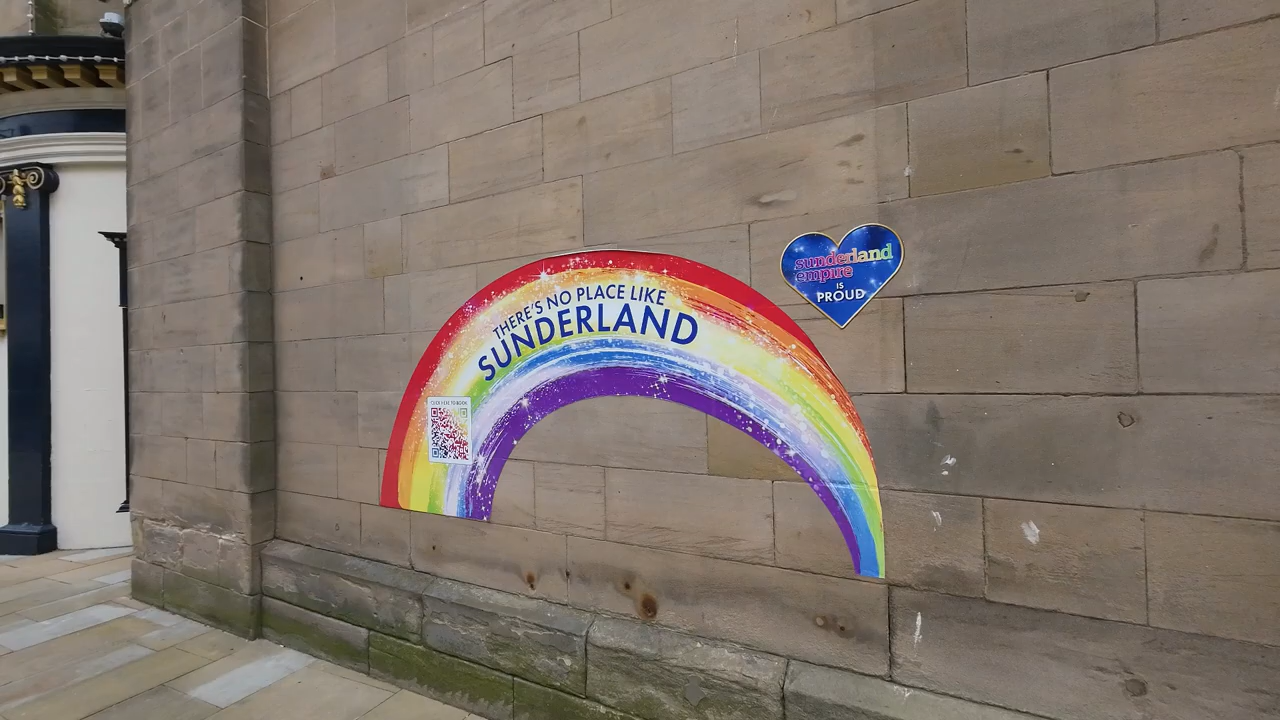 THERE'S NO PLACE LIKE
SUNDERLAND
sunderland
empire
IS
PROUD